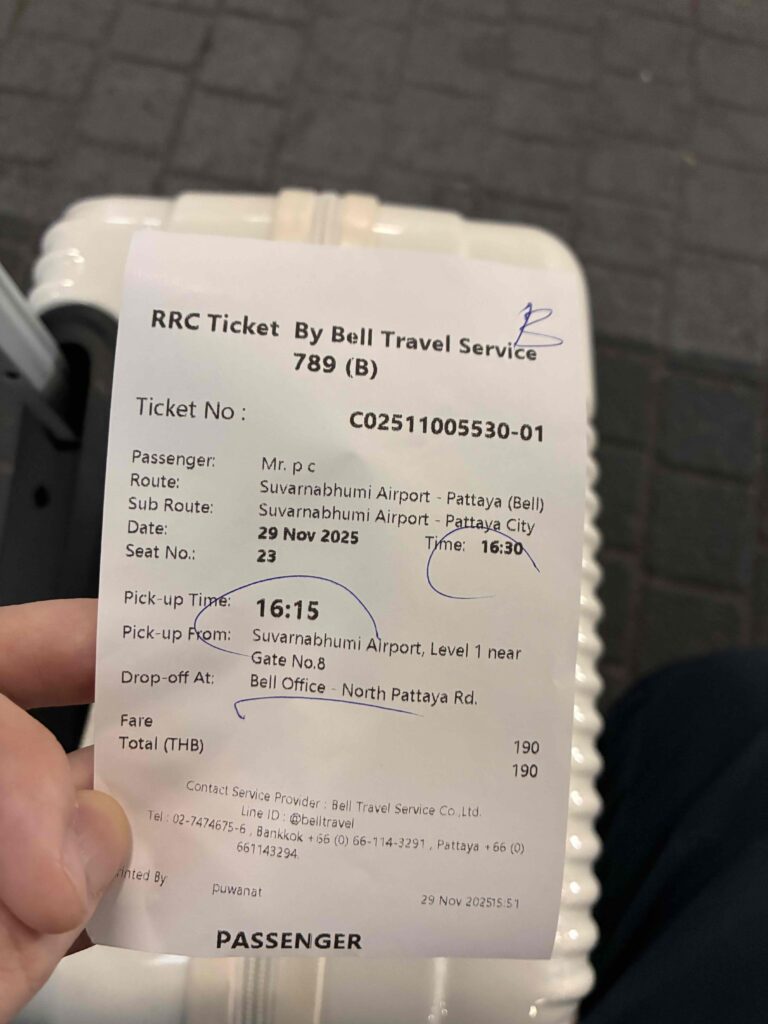 RRC Ticket By Bell Travel Service
789 (B)
Ticket No : C02511005530-01
Passenger: Mr. p c
Route: Suvarnabhumi Airport - Pattaya (Bell)
Sub Route: Suvarnabhumi Airport - Pattaya City
Date: 29 Nov 2025 Time: 16:30
Seat No.: 23
Pick-up Time: 16:15
Pick-up From: Suvarnabhumi Airport, Level 1 near
Gate No.8
Drop-off At: Bell Office - North Pattaya Rd.
Fare 190
Total (THB) 190
Contact Service Provider : Bell Travel Service Co.,Ltd.
Line ID : @belltravel
Tel : 02-7474675-6 , Bankkok +66 (0) 66-114-3291 , Pattaya +66 (0)
661143294.
inted By puwanat 29 Nov 202515:51
PASSENGER